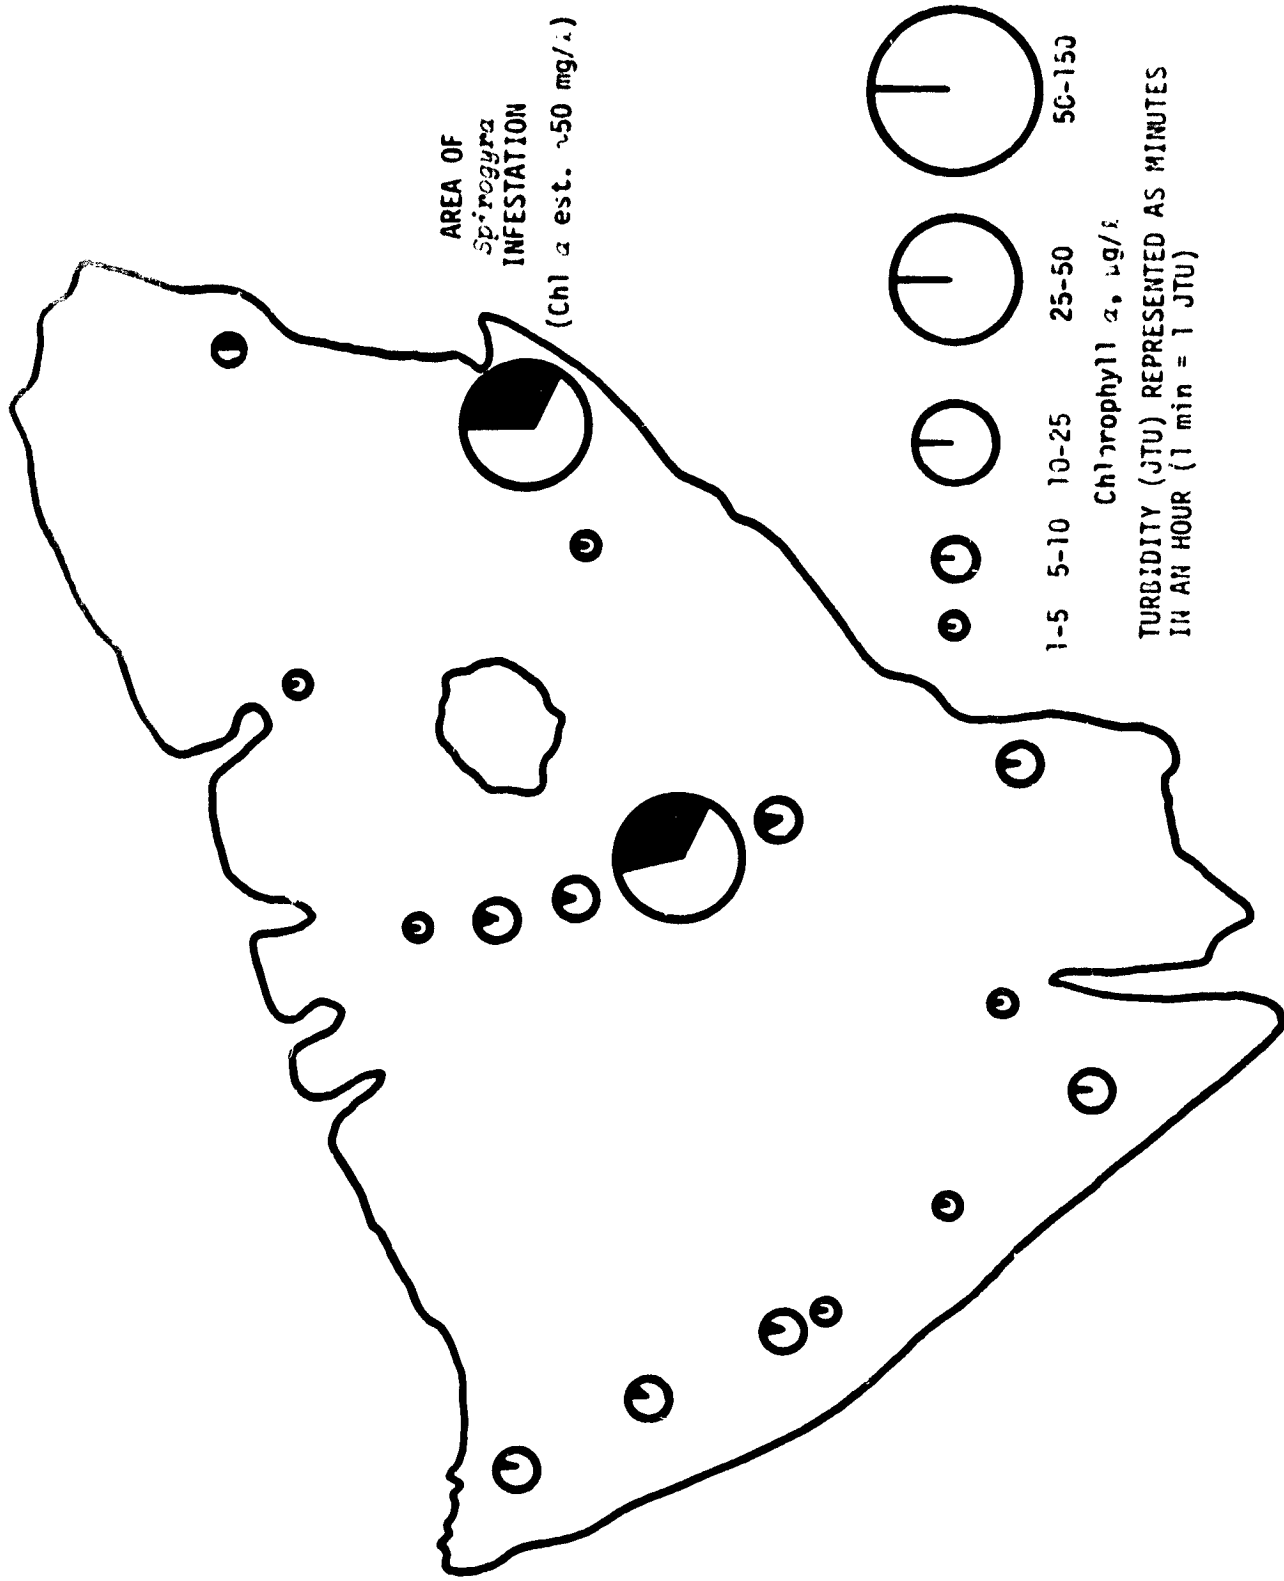 AREA OF
Spirogyra
INFESTATION
(Chl a est. ~50 mg/ℓ)
1-5 5-10 10-25 25-50 50-150
Chlorophyll a, µg/ℓ
TURBIDITY (JTU) REPRESENTED AS MINUTES
IN AN HOUR (1 min = 1 JTU)